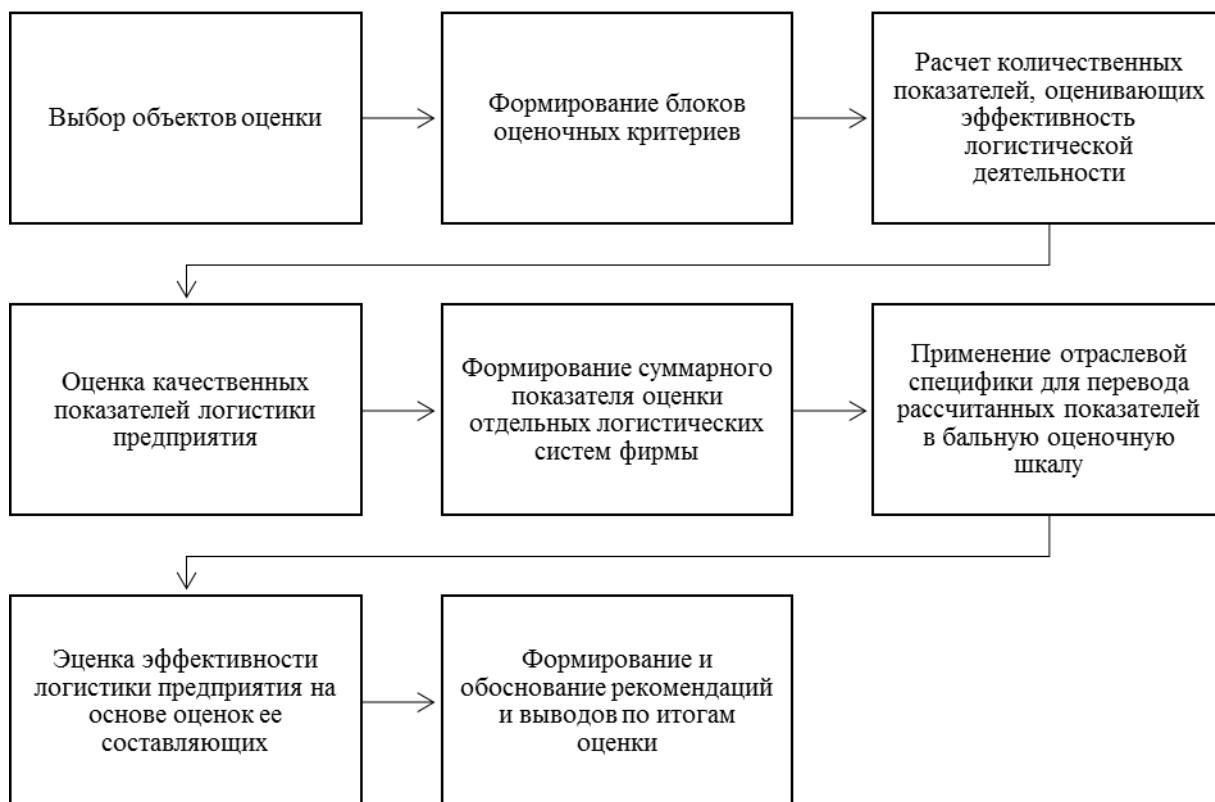 Выбор объектов оценки
Формирование блоков
оценочных критериев
Расчет количественных
показателей, оценивающих
эффективность
логистической
деятельности
Оценка качественных
показателей логистики
предприятия
Формирование суммарного
показателя оценки
отдельных логистических
систем фирмы
Применение отраслевой
специфики для перевода
рассчитанных показателей
в бальную оценочную
шкалу
Эценка эффективности
логистики предприятия на
основе оценок ее
составляющих
Формирование и
обоснование рекомендаций
и выводов по итогам
оценки